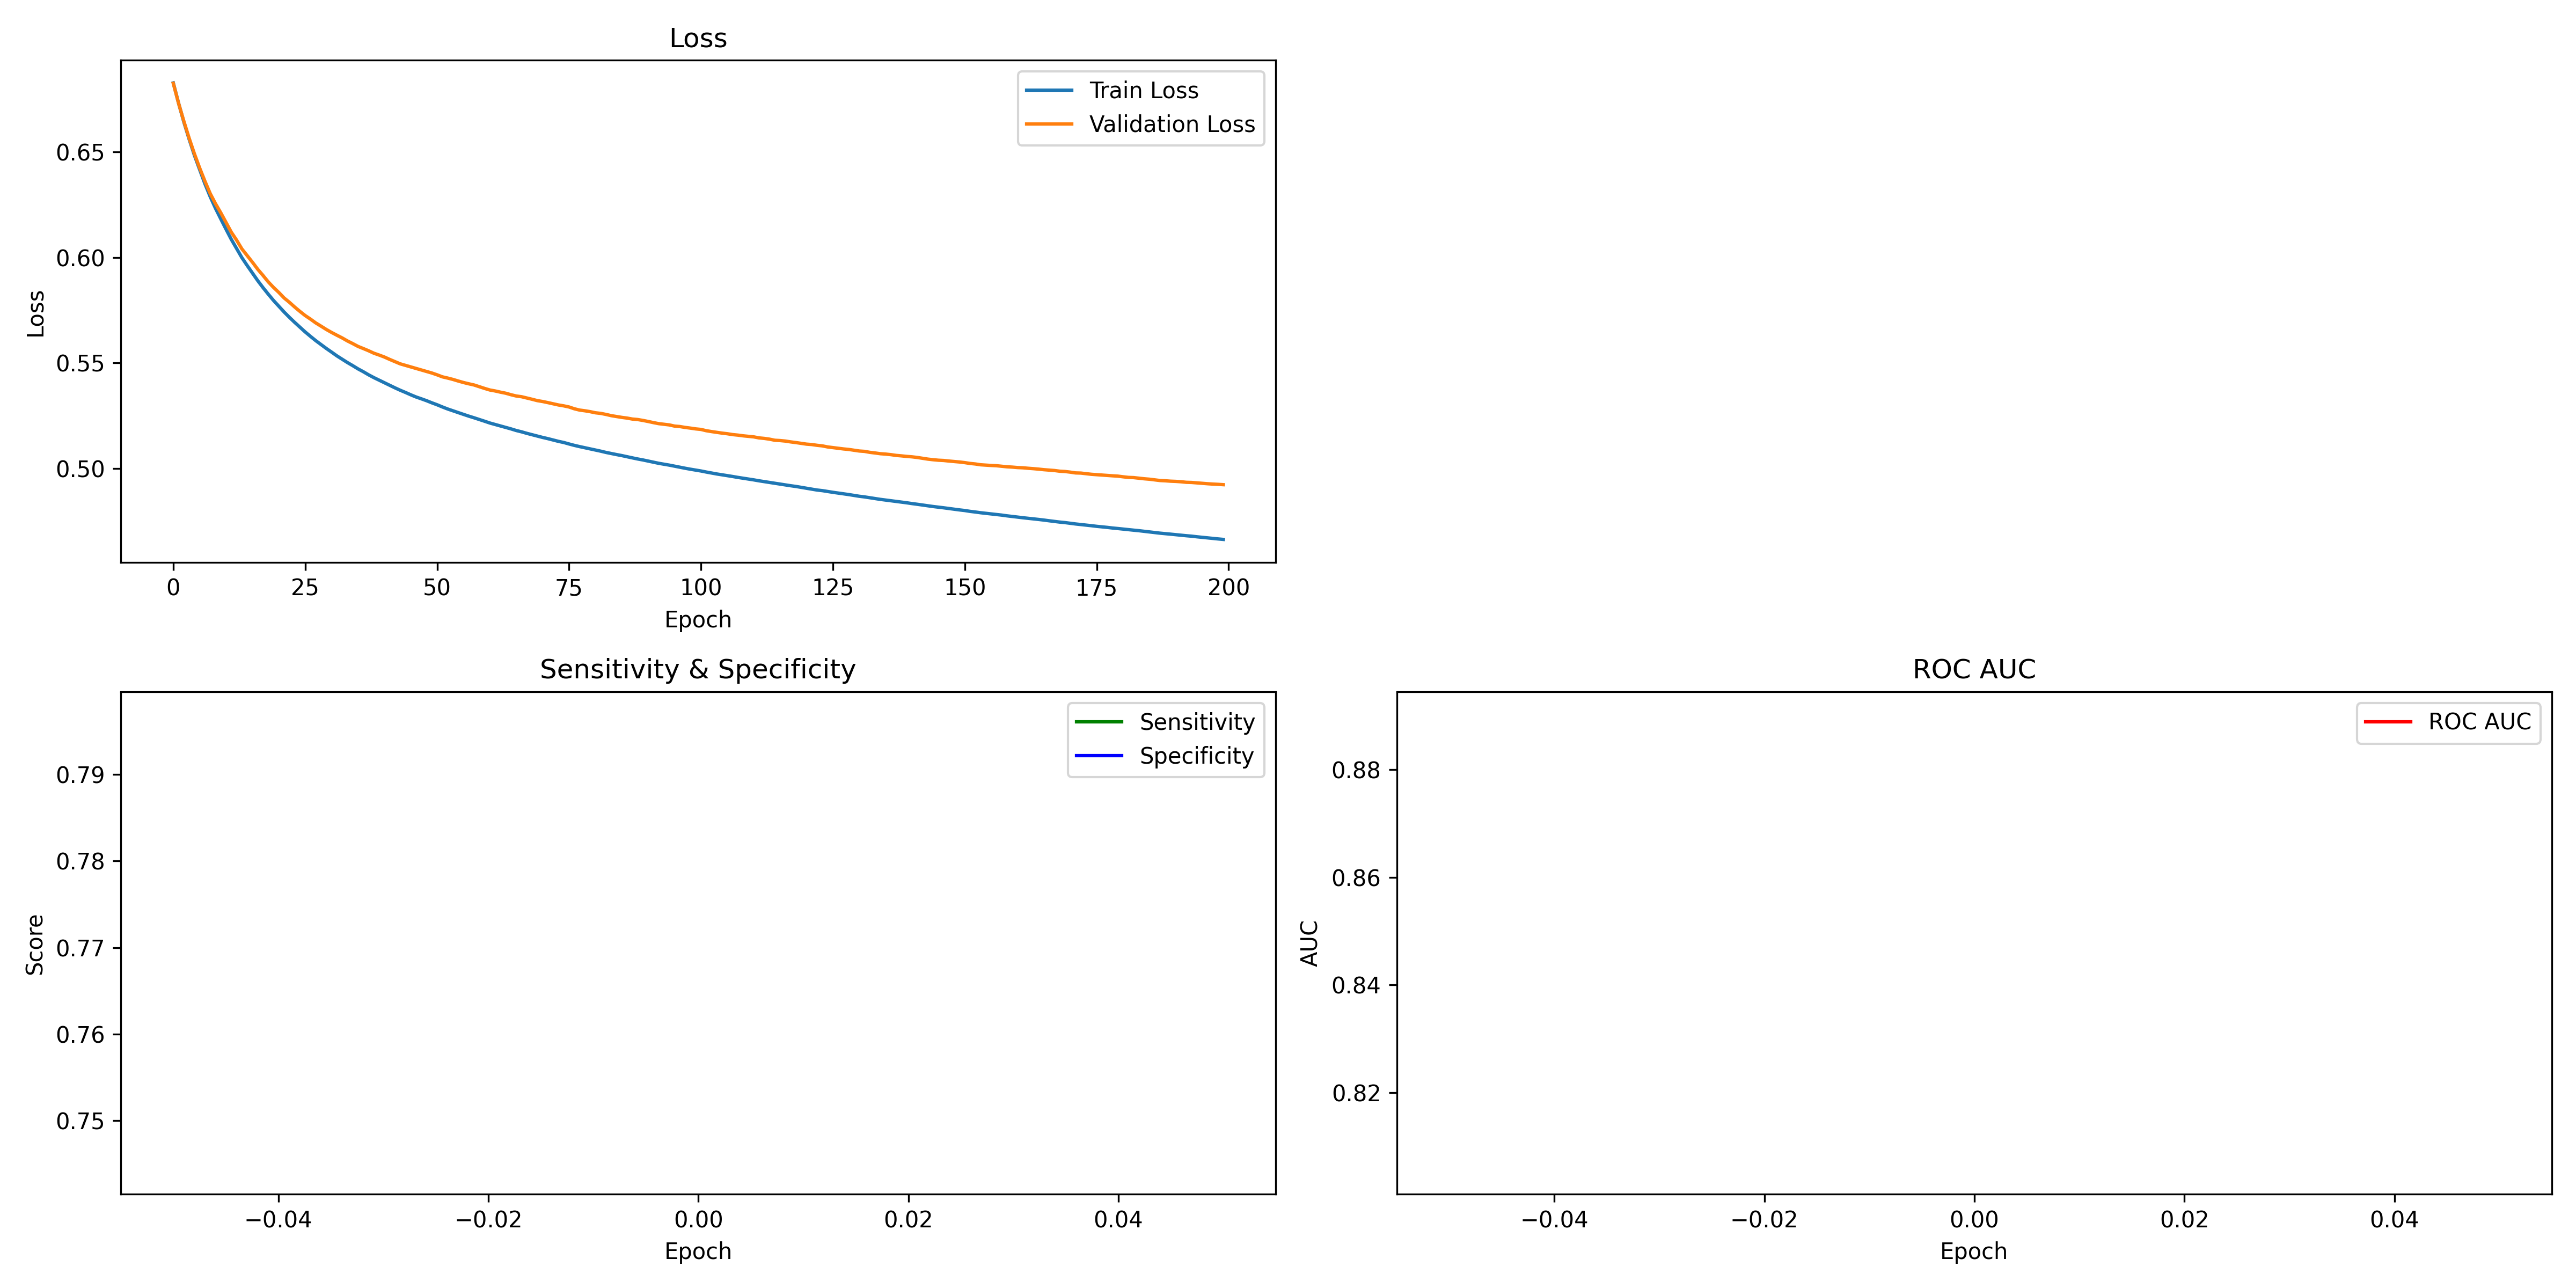 Loss
Train Loss
Validation Loss
Loss
0.65
0.60
0.55
0.50
0 25 50 75 100 125 150 175 200
Epoch
Sensitivity & Specificity
Sensitivity
Specificity
Score
0.79
0.78
0.77
0.76
0.75
−0.04 −0.02 0.00 0.02 0.04
Epoch
ROC AUC
ROC AUC
AUC
0.88
0.86
0.84
0.82
−0.04 −0.02 0.00 0.02 0.04
Epoch